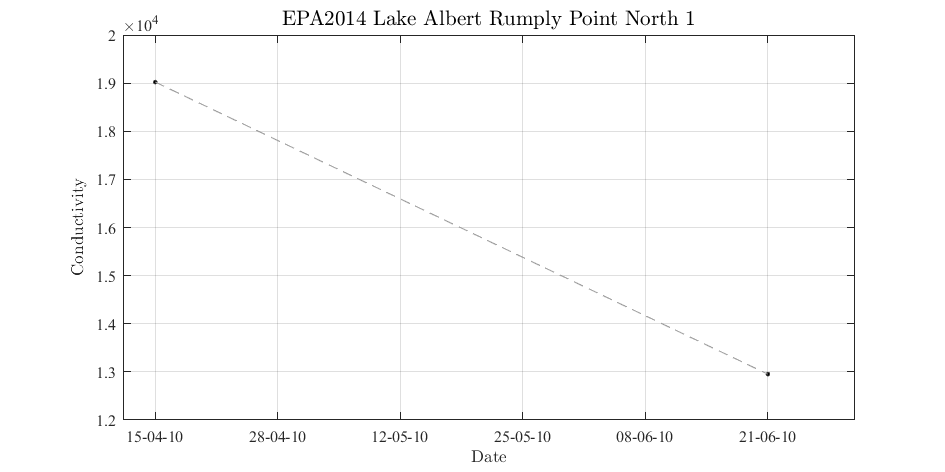 EPA2014 Lake Albert Rumply Point North 1
×10⁴
2
1.9
1.8
1.7
1.6
1.5
1.4
1.3
1.2
Conductivity
15-04-10 28-04-10 12-05-10 25-05-10 08-06-10 21-06-10
Date